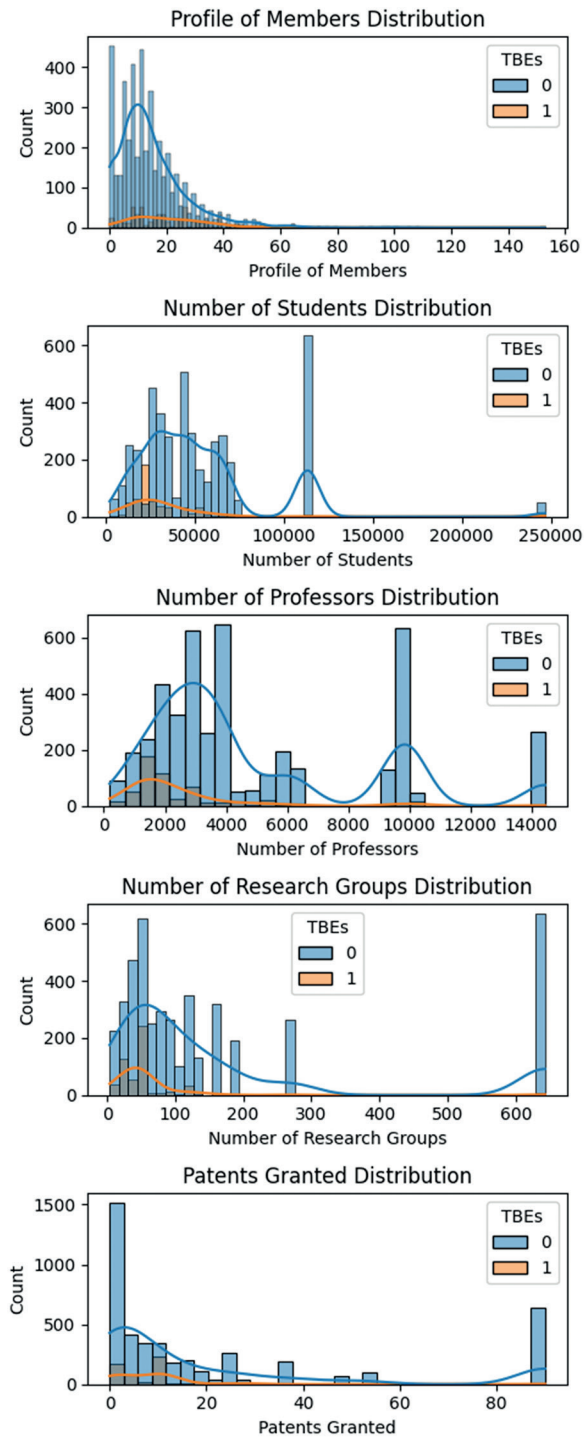 Profile of Members Distribution
TBEs
0
1
Count
400
300
200
100
0
0 20 40 60 80 100 120 140 160
Profile of Members
Number of Students Distribution
TBEs
0
1
Count
600
400
200
0
0 50000 100000 150000 200000 250000
Number of Students
Number of Professors Distribution
TBEs
0
1
Count
600
400
200
0
0 2000 4000 6000 8000 10000 12000 14000
Number of Professors
Number of Research Groups Distribution
TBEs
0
1
Count
600
400
200
0
0 100 200 300 400 500 600
Number of Research Groups
Patents Granted Distribution
TBEs
0
1
Count
1500
1000
500
0
0 20 40 60 80
Patents Granted